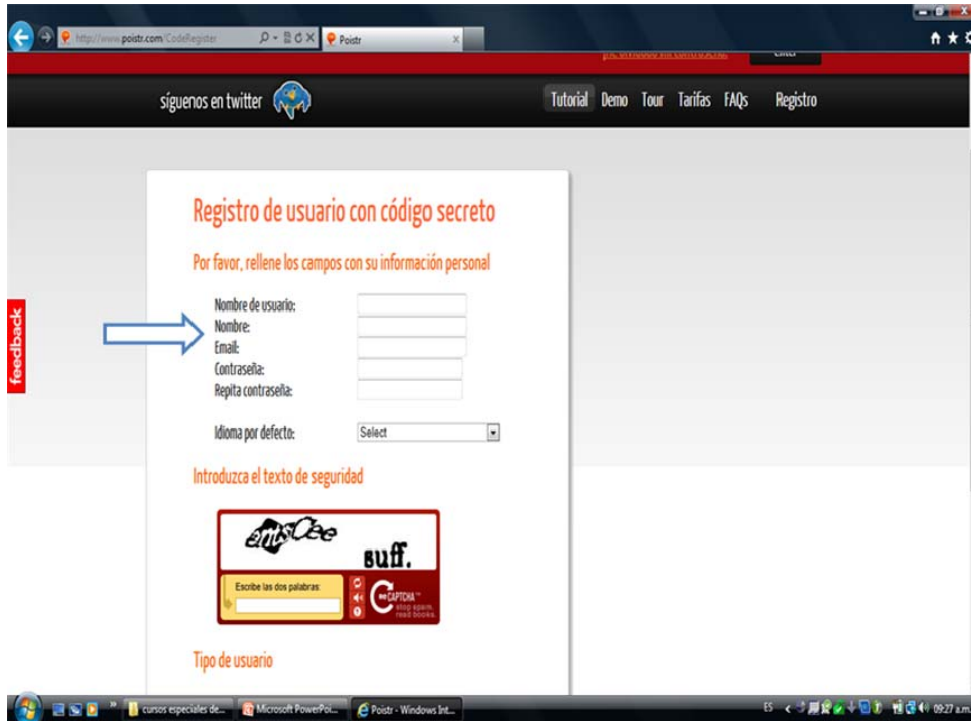 http://www.poistr.com/CodeRegister
Poistr
síguenos en twitter
Tutorial Demo Tour Tarifas FAQs Registro
Registro de usuario con código secreto
Por favor, rellene los campos con su información personal
Nombre de usuario:
Nombre:
Email:
Contraseña:
Repita contraseña:
Idioma por defecto: Select
feedback
Introduzca el texto de seguridad
suff.
Escribe las dos palabras:
reCAPTCHA™
stop spam.
read books.
Tipo de usuario
cursos especiales de... Microsoft PowerPoi... Poistr - Windows Int... ES 09:27 a.m.